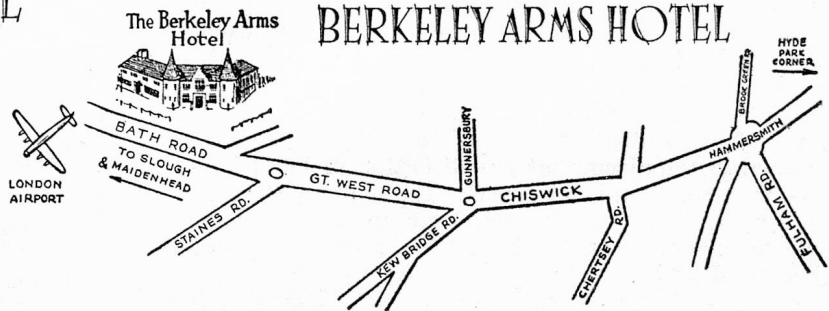 L
The Berkeley Arms
Hotel
BERKELEY ARMS HOTEL
HYDE
PARK
CORNER
LONDON
AIRPORT
BATH ROAD
TO SLOUGH
& MAIDENHEAD
STAINES RD.
GT. WEST ROAD
GUNNERSBURY
KEW BRIDGE RD.
CHISWICK
CHERTSEY RD.
HAMMERSMITH
BROOK GREEN RD
FULHAM RD.